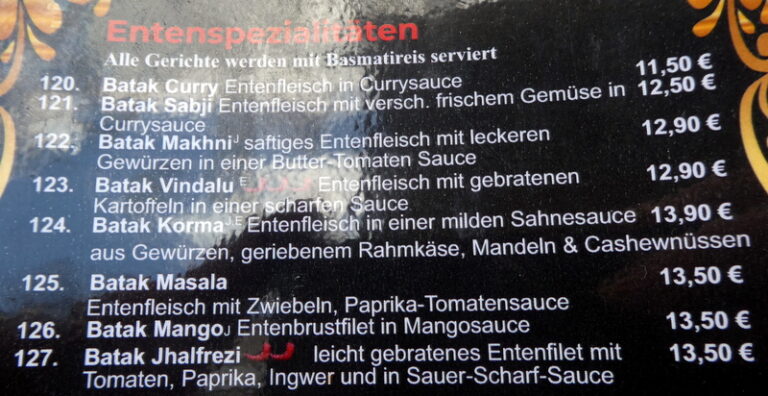 Entenspezialitäten
Alle Gerichte werden mit Basmatireis serviert
120. Batak Curry Entenfleisch in Currysauce 11,50 €
121. Batak Sabji Entenfleisch mit versch. frischem Gemüse in 12,50 €
Currysauce
122. Batak Makhni J saftiges Entenfleisch mit leckeren 12,90 €
Gewürzen in einer Butter-Tomaten Sauce
123. Batak Vindalu E Entenfleisch mit gebratenen 12,90 €
Kartoffeln in einer scharfen Sauce
124. Batak Korma J,E Entenfleisch in einer milden Sahnesauce 13,90 €
aus Gewürzen, geriebenem Rahmkäse, Mandeln & Cashewnüssen
125. Batak Masala 13,50 €
Entenfleisch mit Zwiebeln, Paprika-Tomatensauce
126. Batak Mango J Entenbrustfilet in Mangosauce 13,50 €
127. Batak Jhalfrezi leicht gebratenes Entenfilet mit 13,50 €
Tomaten, Paprika, Ingwer und in Sauer-Scharf-Sauce